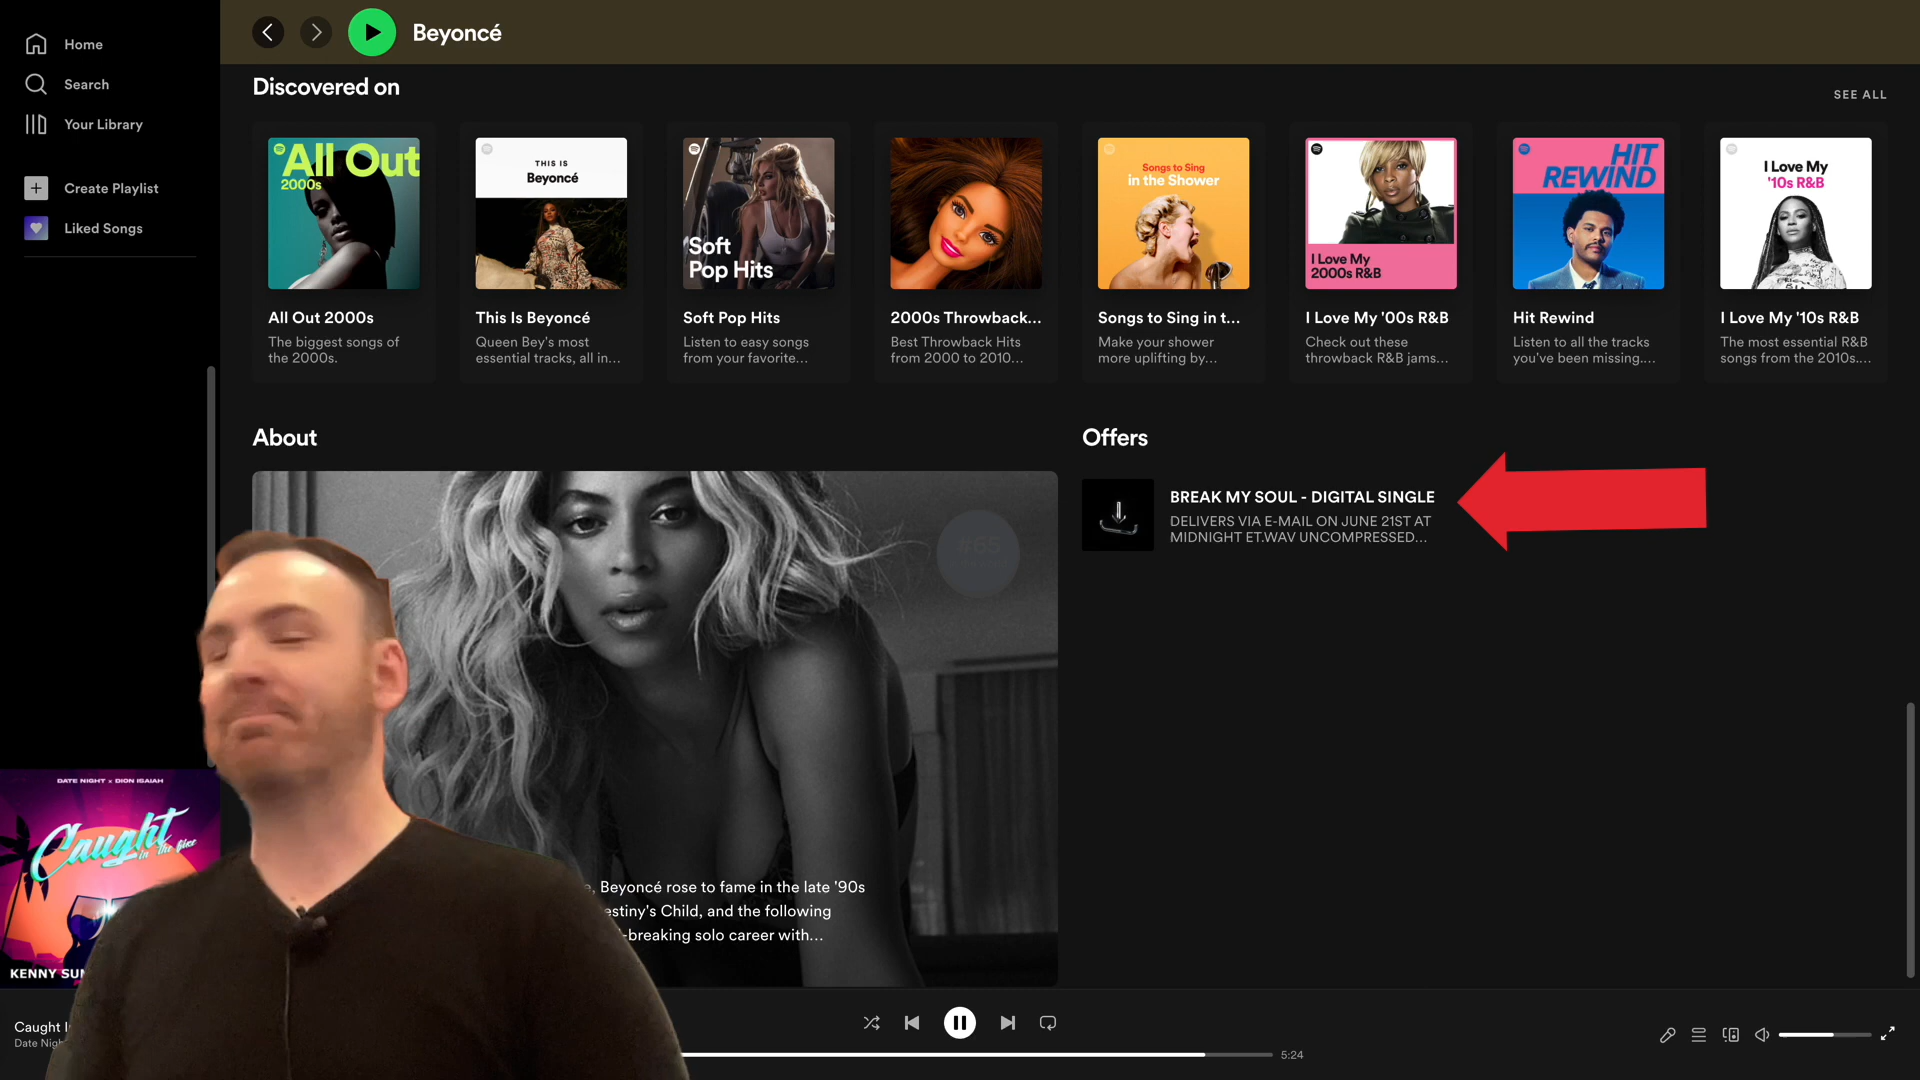 Home
Search
Your Library
Create Playlist
Liked Songs
Beyoncé
Discovered on
SEE ALL
All Out
2000s
THIS IS
Beyoncé
Soft
Pop Hits
Songs to Sing
in the Shower
I Love My
2000s R&B
HIT
REWIND
I Love My
'10s R&B
All Out 2000s
The biggest songs of
the 2000s.
This Is Beyoncé
Queen Bey's most
essential tracks, all in...
Soft Pop Hits
Listen to easy songs
from your favorite...
2000s Throwback...
Best Throwback Hits
from 2000 to 2010...
Songs to Sing in t...
Make your shower
more uplifting by...
I Love My '00s R&B
Check out these
throwback R&B jams...
Hit Rewind
Listen to all the tracks
you've been missing....
I Love My '10s R&B
The most essential R&B
songs from the 2010s....
About
#65
Beyoncé rose to fame in the late '90s
estiny's Child, and the following
-breaking solo career with...
Offers
BREAK MY SOUL - DIGITAL SINGLE
DELIVERS VIA E-MAIL ON JUNE 21ST AT
MIDNIGHT ET.WAV UNCOMPRESSED...
DATE NIGHT x DION ISAIAH
Caught
in the fire
KENNY SUM
Caught I
Date Nigh
5:24